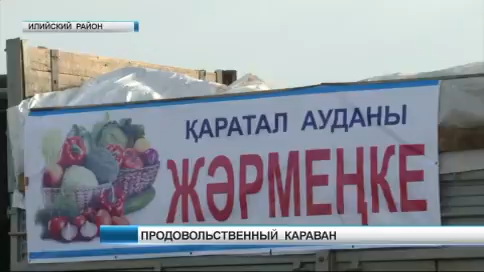 ИЛИЙСКИЙ РАЙОН
ҚАРАТАЛ АУДАНЫ
ЖӘРМЕҢКЕ
ПРОДОВОЛЬСТВЕННЫЙ КАРАВАН